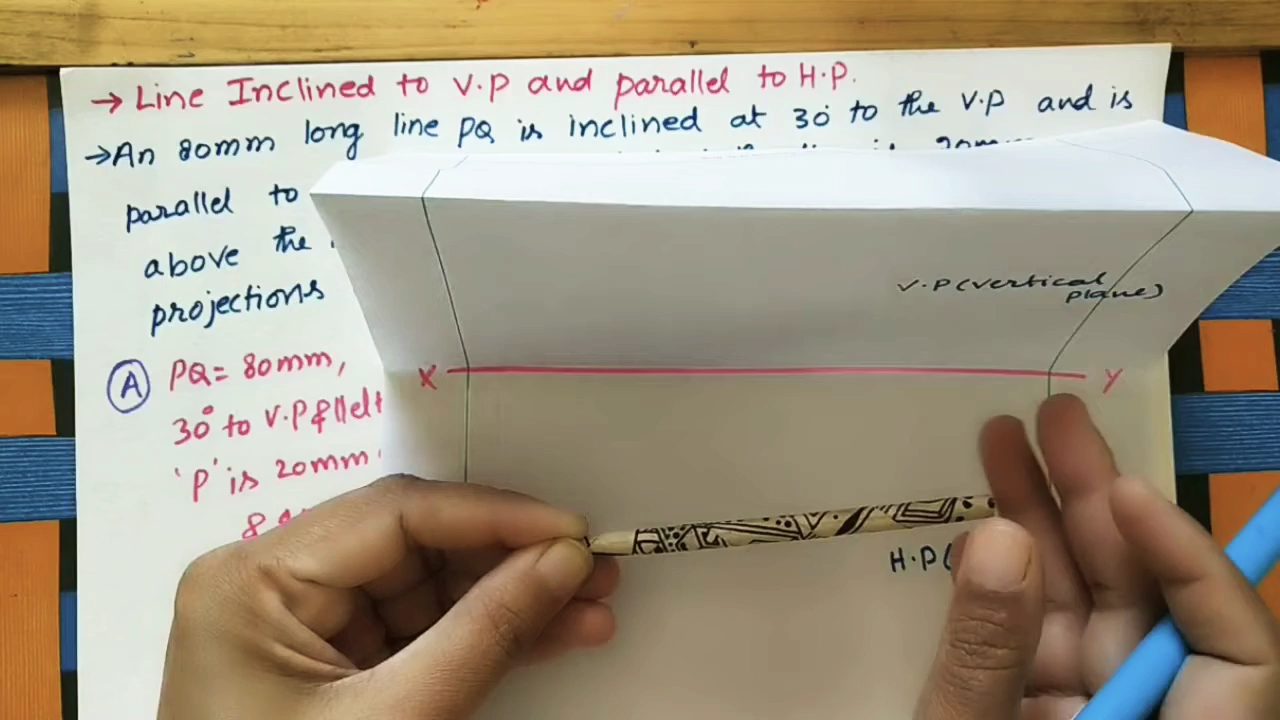 → Line Inclined to V.P and parallel to H.P.
→ An 80mm long line PQ is inclined at 30° to the V.P and is
parallel to
above the
projections
V.P (vertical
plane)
X Y
A PQ = 80mm,
30° to V.P & llel t
'P' is 20mm
H.P(